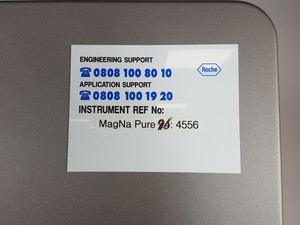 ENGINEERING SUPPORT
☎ 0808 100 80 10
Roche
APPLICATION SUPPORT
☎ 0808 100 19 20
INSTRUMENT REF No:
MagNa Pure 96: 4556